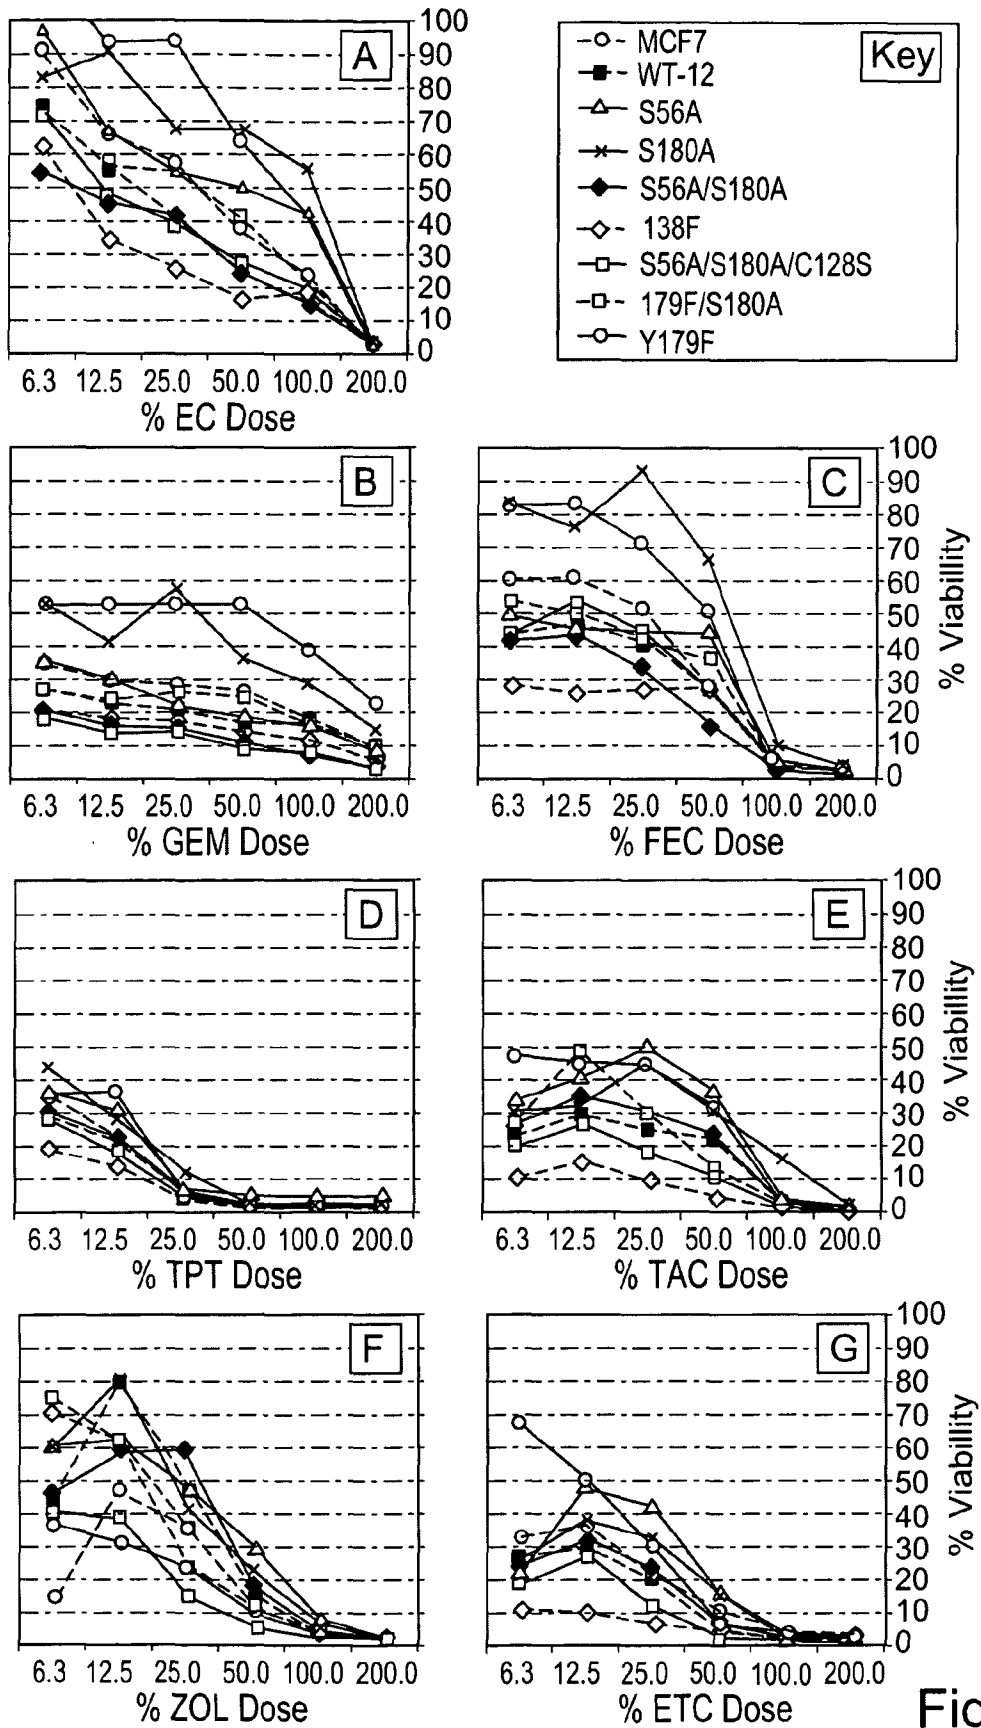 A
100
90
80
70
60
50
40
30
20
10
0
6.3 12.5 25.0 50.0 100.0 200.0
% EC Dose
Key
MCF7
WT-12
S56A
S180A
S56A/S180A
138F
S56A/S180A/C128S
179F/S180A
Y179F
B
6.3 12.5 25.0 50.0 100.0 200.0
% GEM Dose
C
100
90
80
70
60
50
40
30
20
10
0
% Viabillity
6.3 12.5 25.0 50.0 100.0 200.0
% FEC Dose
D
6.3 12.5 25.0 50.0 100.0 200.0
% TPT Dose
E
100
90
80
70
60
50
40
30
20
10
0
% Viabillity
6.3 12.5 25.0 50.0 100.0 200.0
% TAC Dose
F
6.3 12.5 25.0 50.0 100.0 200.0
% ZOL Dose
G
100
90
80
70
60
50
40
30
20
10
0
% Viabillity
6.3 12.5 25.0 50.0 100.0 200.0
% ETC Dose